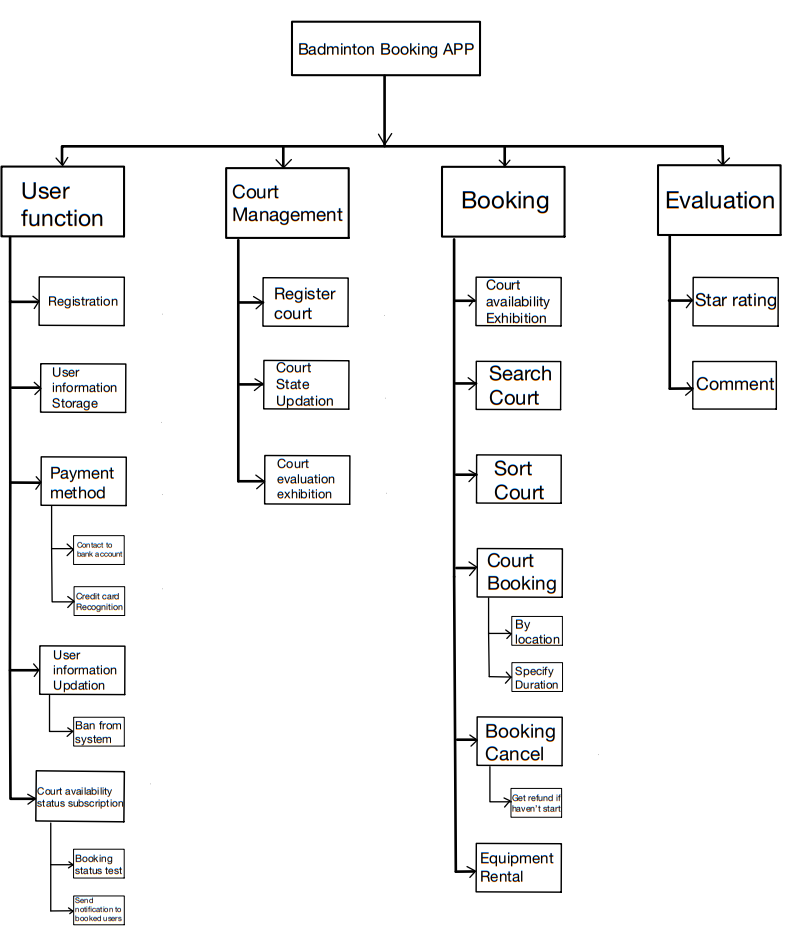 Badminton Booking APP
User
function
Registration
User
information
Storage
Payment
method
Contact to
bank account
Credit card
Recognition
User
information
Updation
Ban from
system
Court availability
status subscription
Booking
status test
Send
notification to
booked users
Court
Management
Register
court
Court
State
Updation
Court
evaluation
exhibition
Booking
Court
availability
Exhibition
Search
Court
Sort
Court
Court
Booking
By
location
Specify
Duration
Booking
Cancel
Get refund if
haven't start
Equipment
Rental
Evaluation
Star rating
Comment